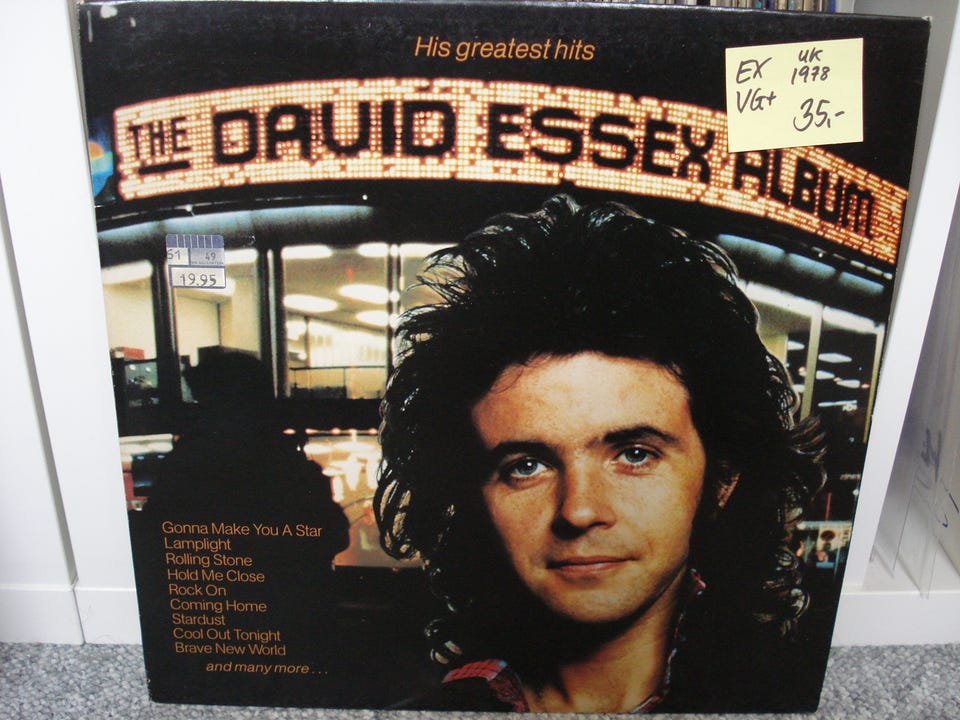 His greatest hits
EX UK
1978
VG+ 35,-
THE DAVID ESSEX ALBUM
51 49
19.95
Gonna Make You A Star
Lamplight
Rolling Stone
Hold Me Close
Rock On
Coming Home
Stardust
Cool Out Tonight
Brave New World
and many more...